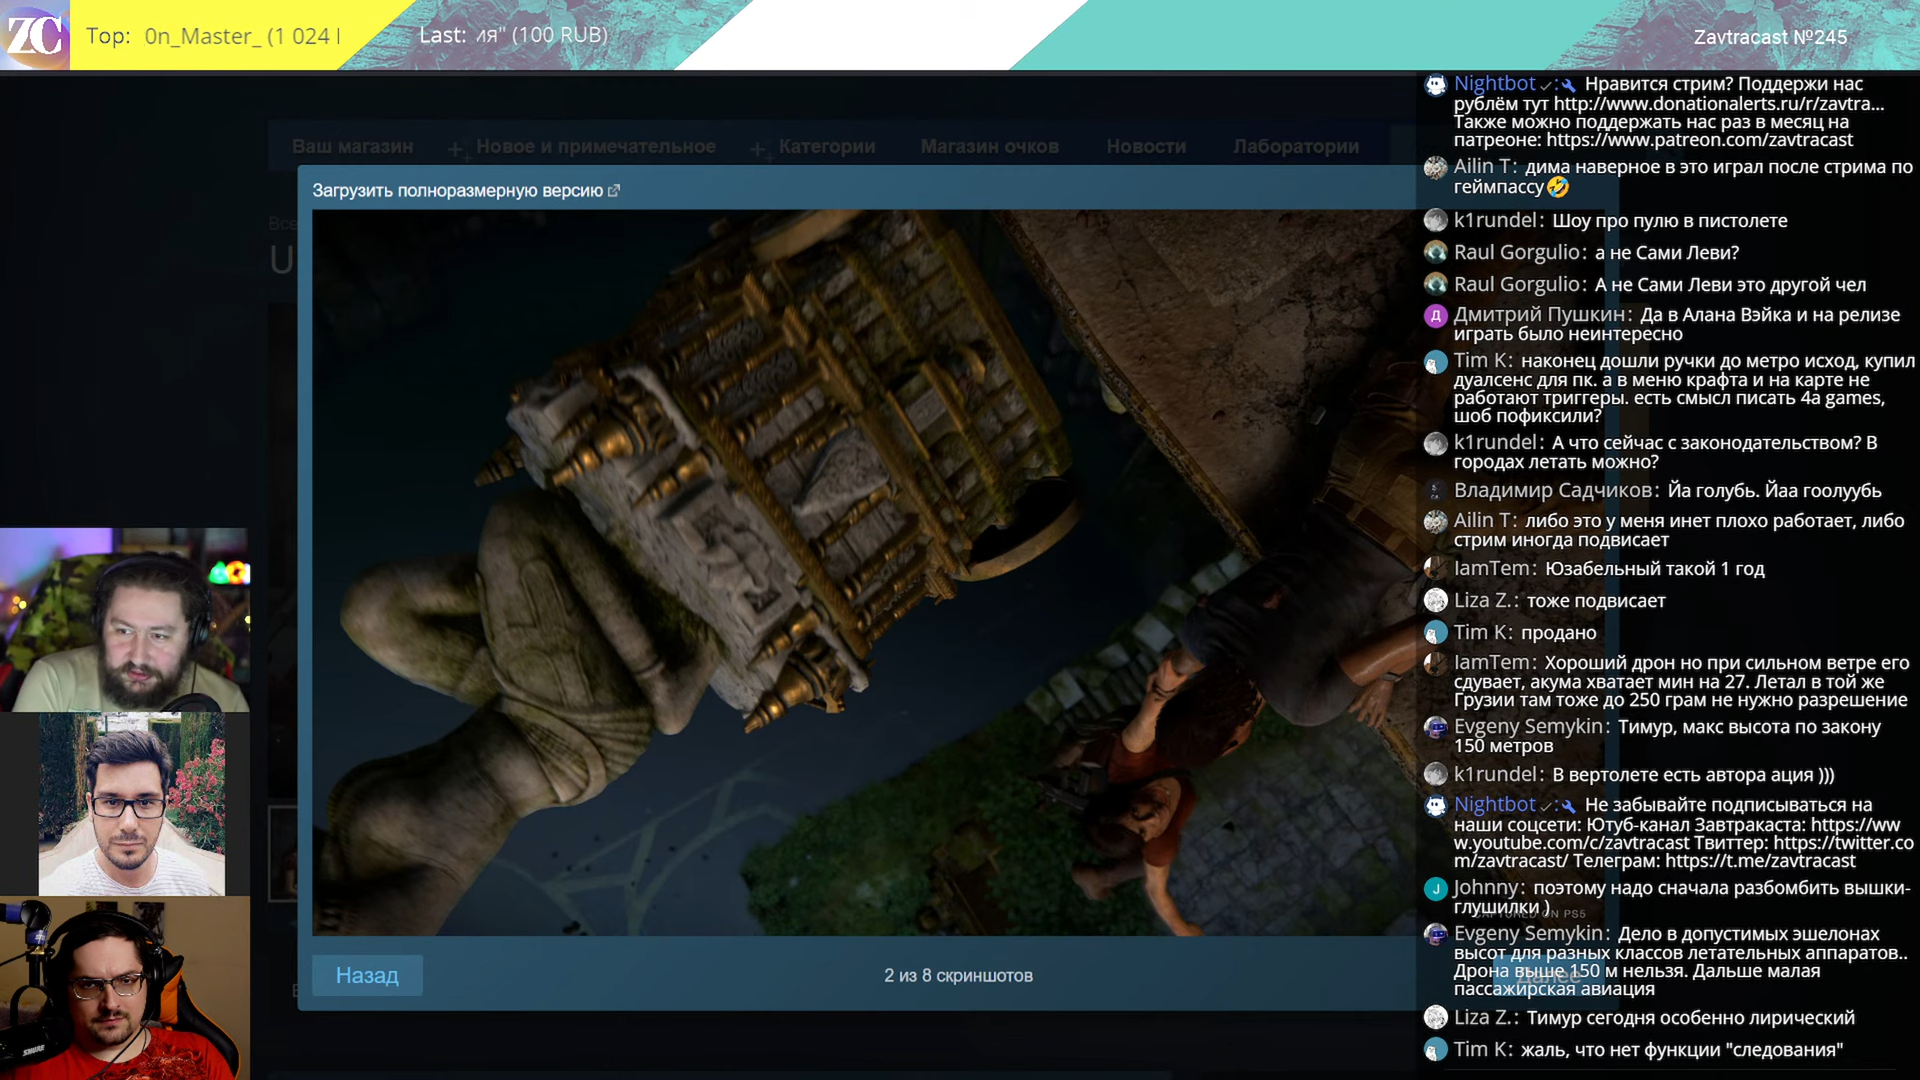 ZC
Top: 0n_Master_ (1 024
Last: ия" (100 RUB)
Zavtracast №245
Ваш магазин
Новое и примечательное
Категории
Магазин очков
Новости
Лаборатории
Все
U
Загрузить полноразмерную версию
CAPTURED ON PS5
Назад
2 из 8 скриншотов
Далее
SHURE
Nightbot: Нравится стрим? Поддержи нас
рублём тут http://www.donationalerts.ru/r/zavtra...
Также можно поддержать нас раз в месяц на
патреоне: https://www.patreon.com/zavtracast
Ailin T: дима наверное в это играл после стрима по
геймпассу🤣
k1rundel: Шоу про пулю в пистолете
Raul Gorgulio: а не Сами Леви?
Raul Gorgulio: А не Сами Леви это другой чел
Д
Дмитрий Пушкин: Да в Алана Вэйка и на релизе
играть было неинтересно
Tim K: наконец дошли ручки до метро исход, купил
дуалсенс для пк. а в меню крафта и на карте не
работают триггеры. есть смысл писать 4a games,
шоб пофиксили?
k1rundel: А что сейчас с законодательством? В
городах летать можно?
Владимир Садчиков: Йа голубь. Йаа гоолуубь
Ailin T: либо это у меня инет плохо работает, либо
стрим иногда подвисает
IamTem: Юзабельный такой 1 год
Liza Z.: тоже подвисает
Tim K: продано
IamTem: Хороший дрон но при сильном ветре его
сдувает, акума хватает мин на 27. Летал в той же
Грузии там тоже до 250 грам не нужно разрешение
Evgeny Semykin: Тимур, макс высота по закону
150 метров
k1rundel: В вертолете есть автора ация )))
Nightbot: Не забывайте подписываться на
наши соцсети: Ютуб-канал Завтракаста: https://ww
w.youtube.com/c/zavtracast Твиттер: https://twitter.co
m/zavtracast/ Телеграм: https://t.me/zavtracast
J
Johnny: поэтому надо сначала разбомбить вышки-
глушилки )
Evgeny Semykin: Дело в допустимых эшелонах
высот для разных классов летательных аппаратов..
Дрона выше 150 м нельзя. Дальше малая
пассажирская авиация
Liza Z.: Тимур сегодня особенно лирический
Tim K: жаль, что нет функции "следования"